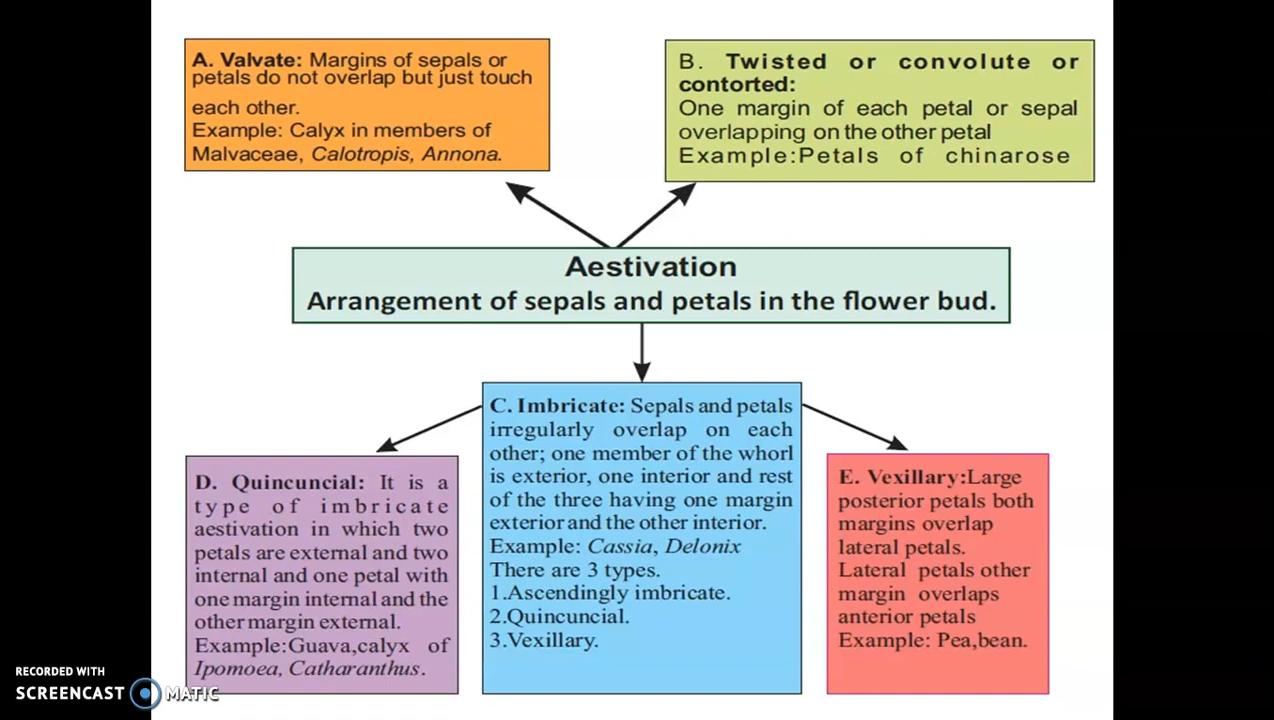 A. Valvate: Margins of sepals or
petals do not overlap but just touch
each other.
Example: Calyx in members of
Malvaceae, Calotropis, Annona.
B. Twisted or convolute or
contorted:
One margin of each petal or sepal
overlapping on the other petal
Example:Petals of chinarose
Aestivation
Arrangement of sepals and petals in the flower bud.
C. Imbricate: Sepals and petals
irregularly overlap on each
other; one member of the whorl
is exterior, one interior and rest
of the three having one margin
exterior and the other interior.
Example: Cassia, Delonix
There are 3 types.
1.Ascendingly imbricate.
2.Quincuncial.
3.Vexillary.
D. Quincuncial: It is a
type of imbricate
aestivation in which two
petals are external and two
internal and one petal with
one margin internal and the
other margin external.
Example:Guava,calyx of
Ipomoea, Catharanthus.
E. Vexillary:Large
posterior petals both
margins overlap
lateral petals.
Lateral petals other
margin overlaps
anterior petals
Example: Pea,bean.
RECORDED WITH
SCREENCAST MATIC